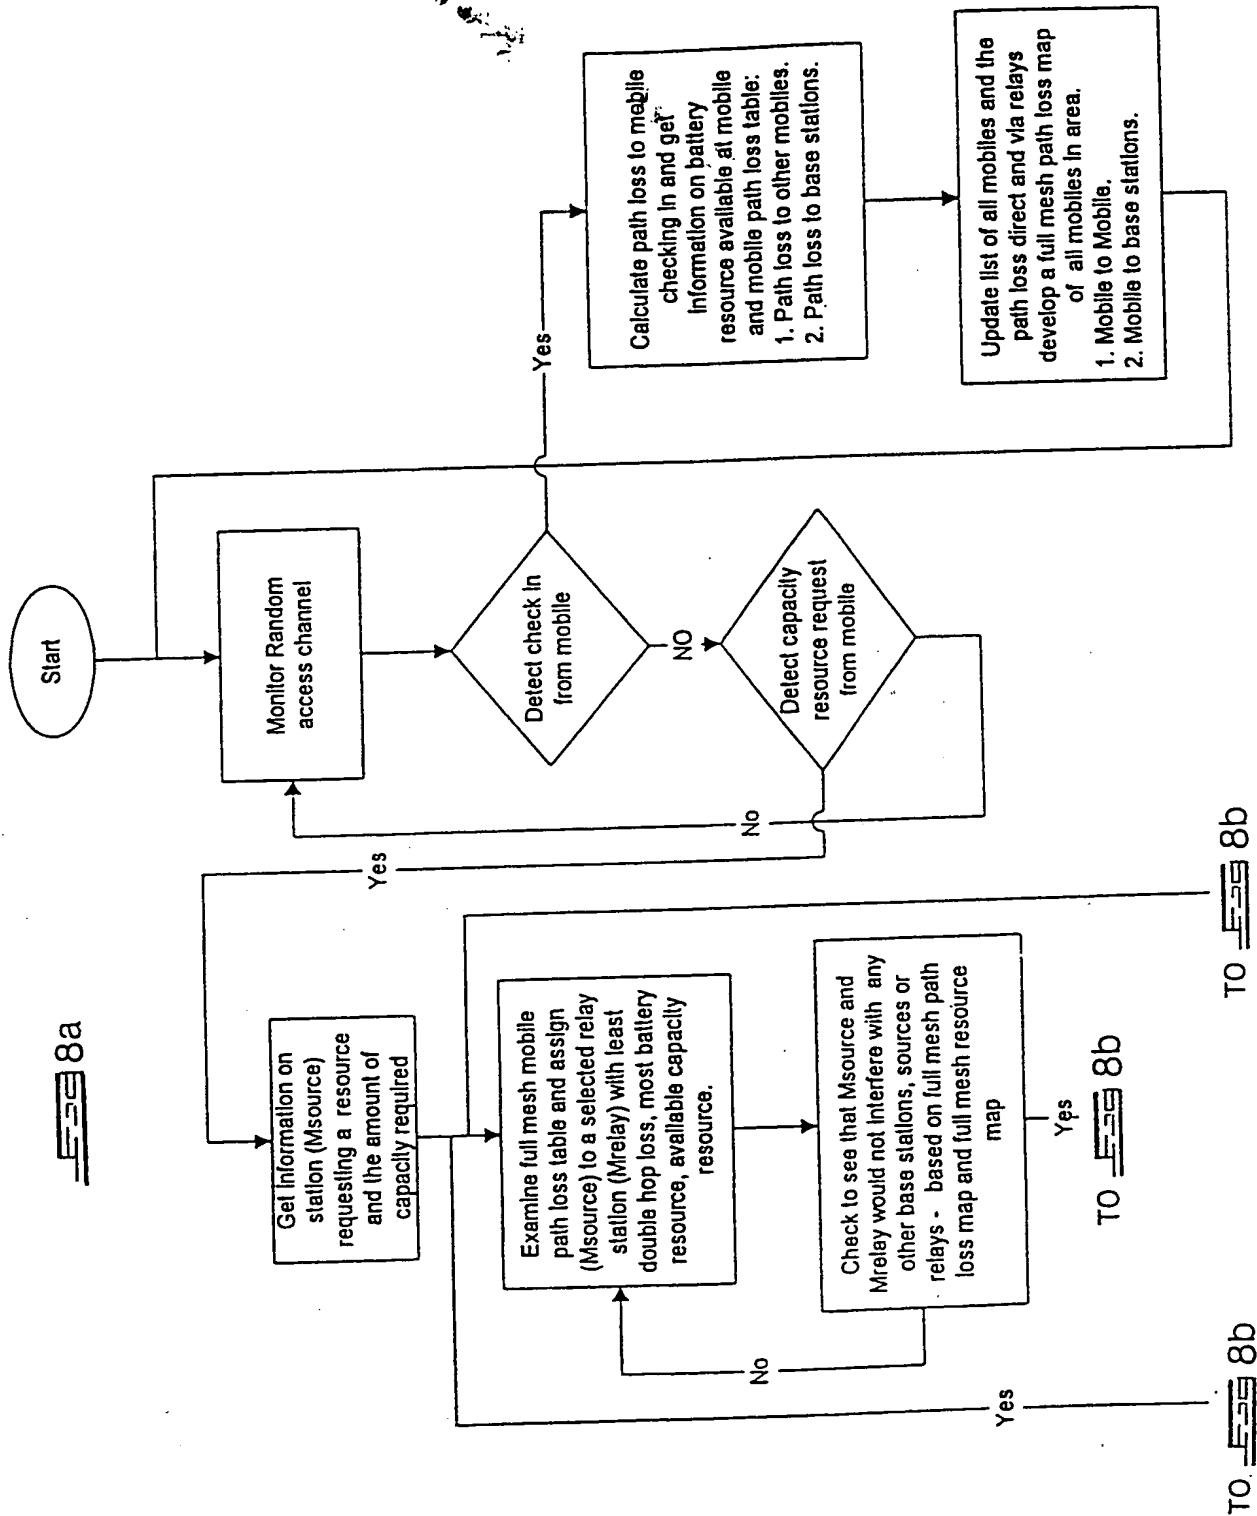 Fig 8a
Start
Monitor Random
access channel
Detect check in
from mobile
Yes
NO
Calculate path loss to mobile
checking in and get
information on battery
resource available at mobile
and mobile path loss table:
1. Path loss to other mobiles.
2. Path loss to base stations.
Update list of all mobiles and the
path loss direct and via relays
develop a full mesh path loss map
of all mobiles in area.
1. Mobile to Mobile.
2. Mobile to base stations.
Detect capacity
resource request
from mobile
No
Yes
Get information on
station (Msource)
requesting a resource
and the amount of
capacity required
Examine full mesh mobile
path loss table and assign
(Msource) to a selected relay
station (Mrelay) with least
double hop loss, most battery
resource, available capacity
resource.
Check to see that Msource and
Mrelay would not interfere with any
other base stations, sources or
relays - based on full mesh path
loss map and full mesh resource
map
No
Yes
Yes
TO Fig 8b
TO Fig 8b
TO Fig 8b